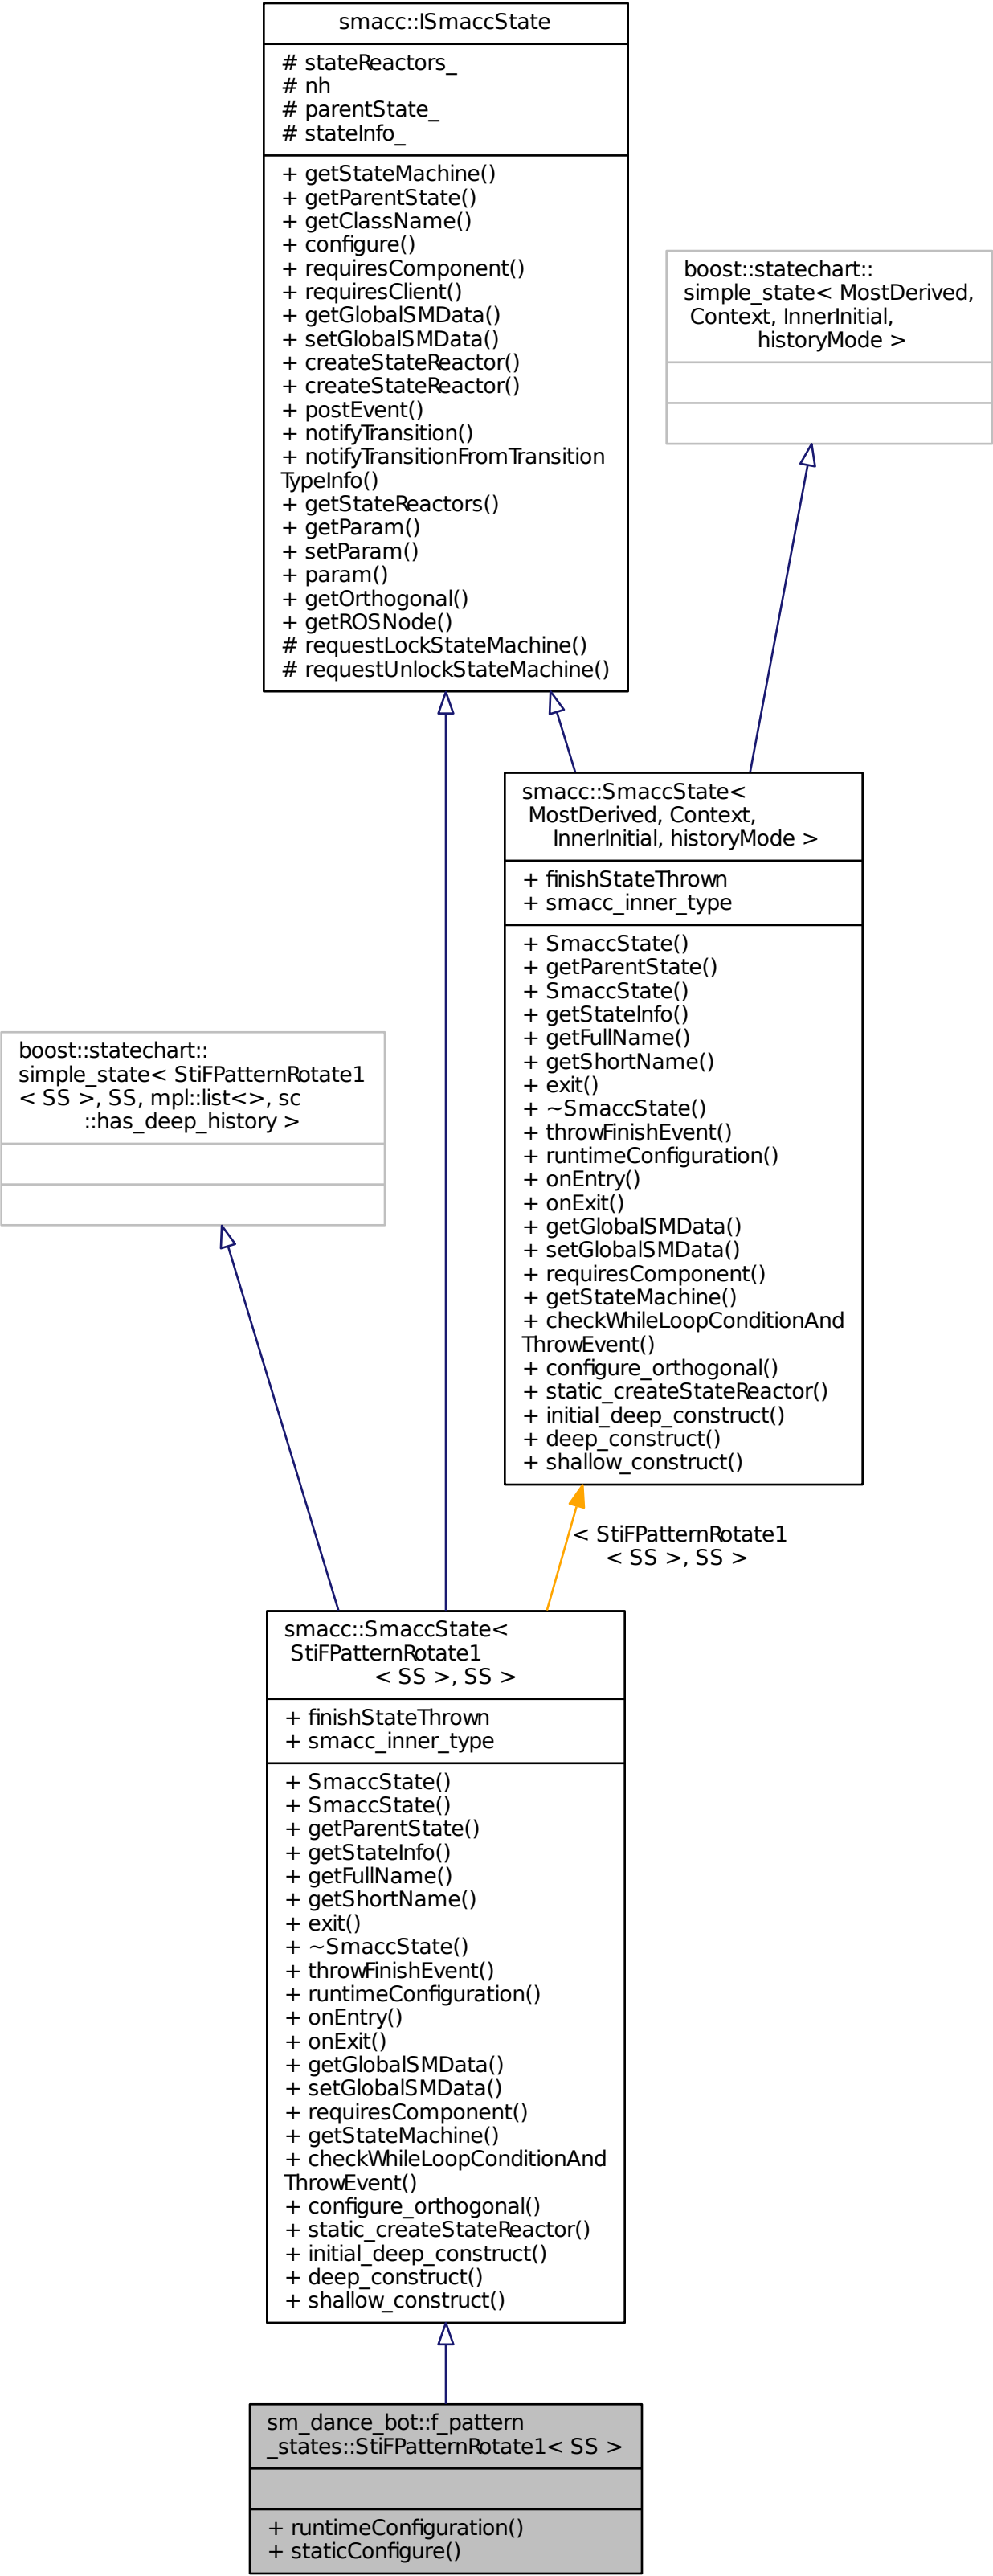 smacc::ISmaccState
# stateReactors_
# nh
# parentState_
# stateInfo_
+ getStateMachine()
+ getParentState()
+ getClassName()
+ configure()
+ requiresComponent()
+ requiresClient()
+ getGlobalSMData()
+ setGlobalSMData()
+ createStateReactor()
+ createStateReactor()
+ postEvent()
+ notifyTransition()
+ notifyTransitionFromTransition
TypeInfo()
+ getStateReactors()
+ getParam()
+ setParam()
+ param()
+ getOrthogonal()
+ getROSNode()
# requestLockStateMachine()
# requestUnlockStateMachine()
boost::statechart::
simple_state< MostDerived,
Context, InnerInitial,
historyMode >
smacc::SmaccState<
MostDerived, Context,
InnerInitial, historyMode >
+ finishStateThrown
+ smacc_inner_type
+ SmaccState()
+ getParentState()
+ SmaccState()
+ getStateInfo()
+ getFullName()
+ getShortName()
+ exit()
+ ~SmaccState()
+ throwFinishEvent()
+ runtimeConfiguration()
+ onEntry()
+ onExit()
+ getGlobalSMData()
+ setGlobalSMData()
+ requiresComponent()
+ getStateMachine()
+ checkWhileLoopConditionAnd
ThrowEvent()
+ configure_orthogonal()
+ static_createStateReactor()
+ initial_deep_construct()
+ deep_construct()
+ shallow_construct()
boost::statechart::
simple_state< StiFPatternRotate1
< SS >, SS, mpl::list<>, sc
::has_deep_history >
< StiFPatternRotate1
< SS >, SS >
smacc::SmaccState<
StiFPatternRotate1
< SS >, SS >
+ finishStateThrown
+ smacc_inner_type
+ SmaccState()
+ SmaccState()
+ getParentState()
+ getStateInfo()
+ getFullName()
+ getShortName()
+ exit()
+ ~SmaccState()
+ throwFinishEvent()
+ runtimeConfiguration()
+ onEntry()
+ onExit()
+ getGlobalSMData()
+ setGlobalSMData()
+ requiresComponent()
+ getStateMachine()
+ checkWhileLoopConditionAnd
ThrowEvent()
+ configure_orthogonal()
+ static_createStateReactor()
+ initial_deep_construct()
+ deep_construct()
+ shallow_construct()
sm_dance_bot::f_pattern
_states::StiFPatternRotate1< SS >
+ runtimeConfiguration()
+ staticConfigure()